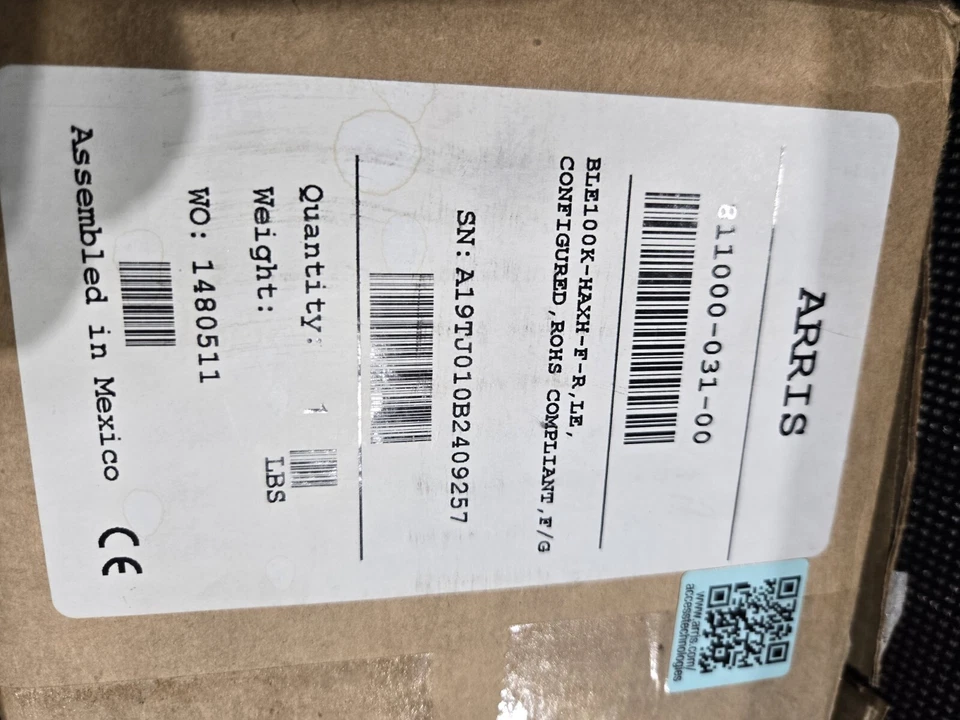 ARRIS
811000-031-00
BLE100K-HAXH-F-R,LE,
CONFIGURED,ROHS COMPLIANT,F/G
SN: A19TJ010B2409257
Quantity: 1
Weight: LBS
WO: 1480511
Assembled in Mexico CE
www.arris.com/
accesstechnologies